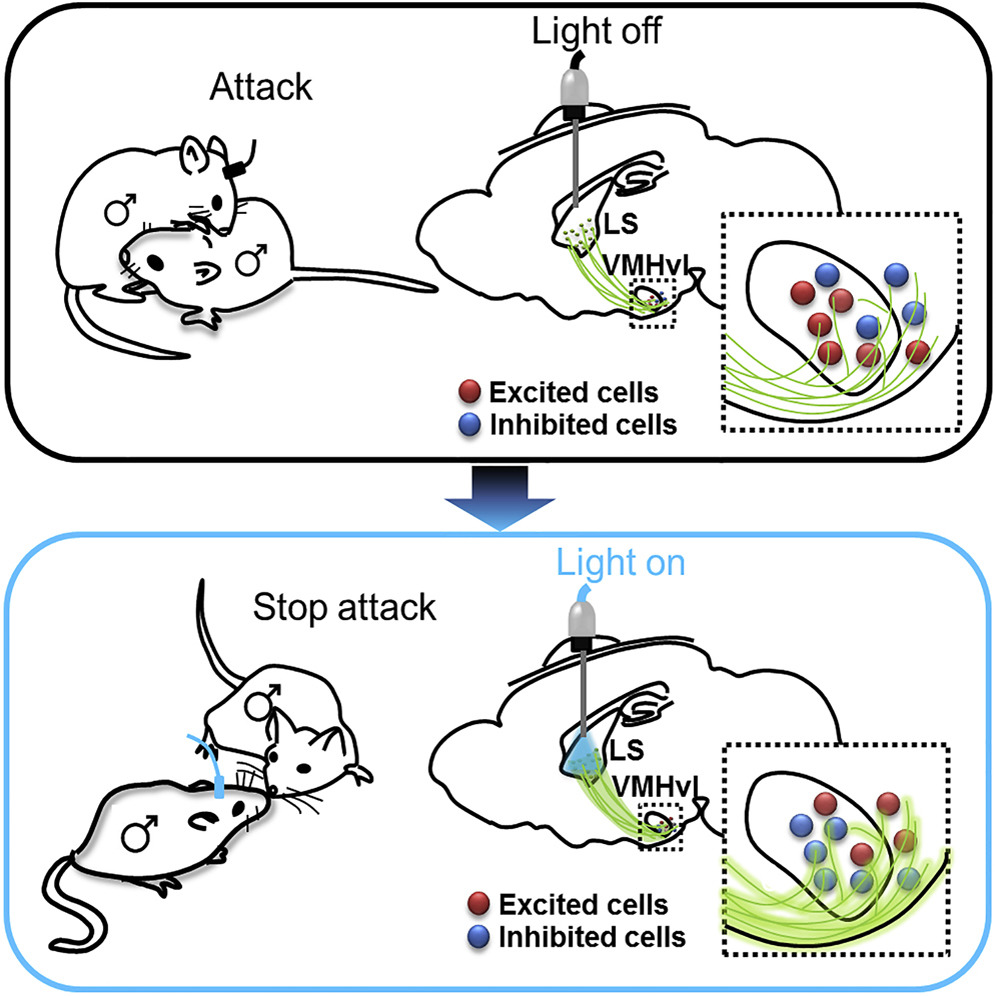 Light off
Attack
LS
VMHvl
Excited cells
Inhibited cells
Light on
Stop attack
LS
VMHvl
Excited cells
Inhibited cells